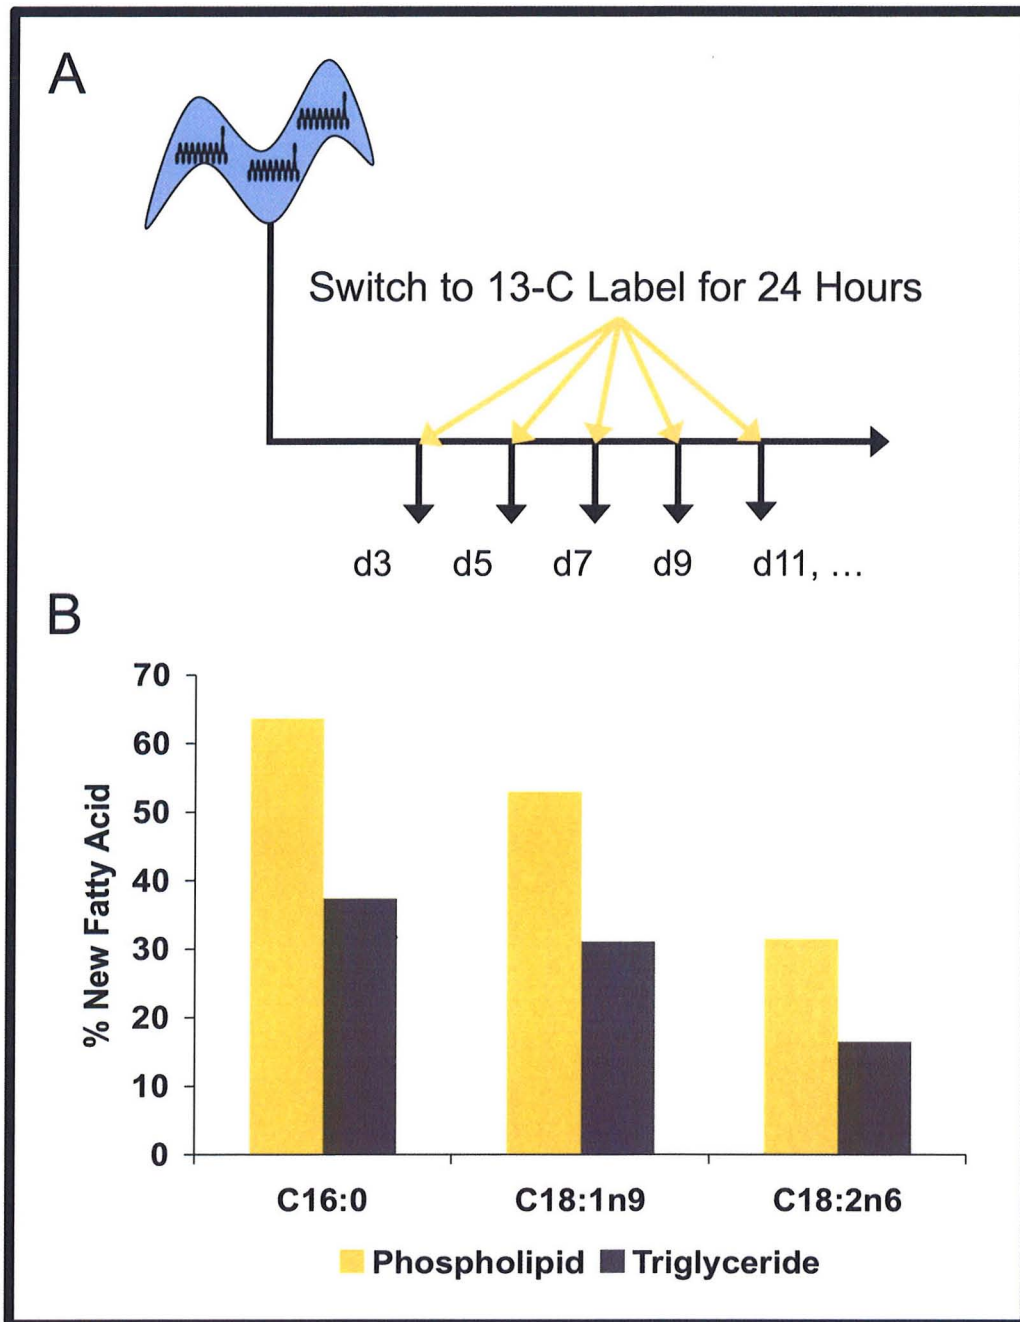 A
Switch to 13-C Label for 24 Hours
d3 d5 d7 d9 d11, ...
B
% New Fatty Acid
70
60
50
40
30
20
10
0
C16:0 C18:1n9 C18:2n6
Phospholipid Triglyceride